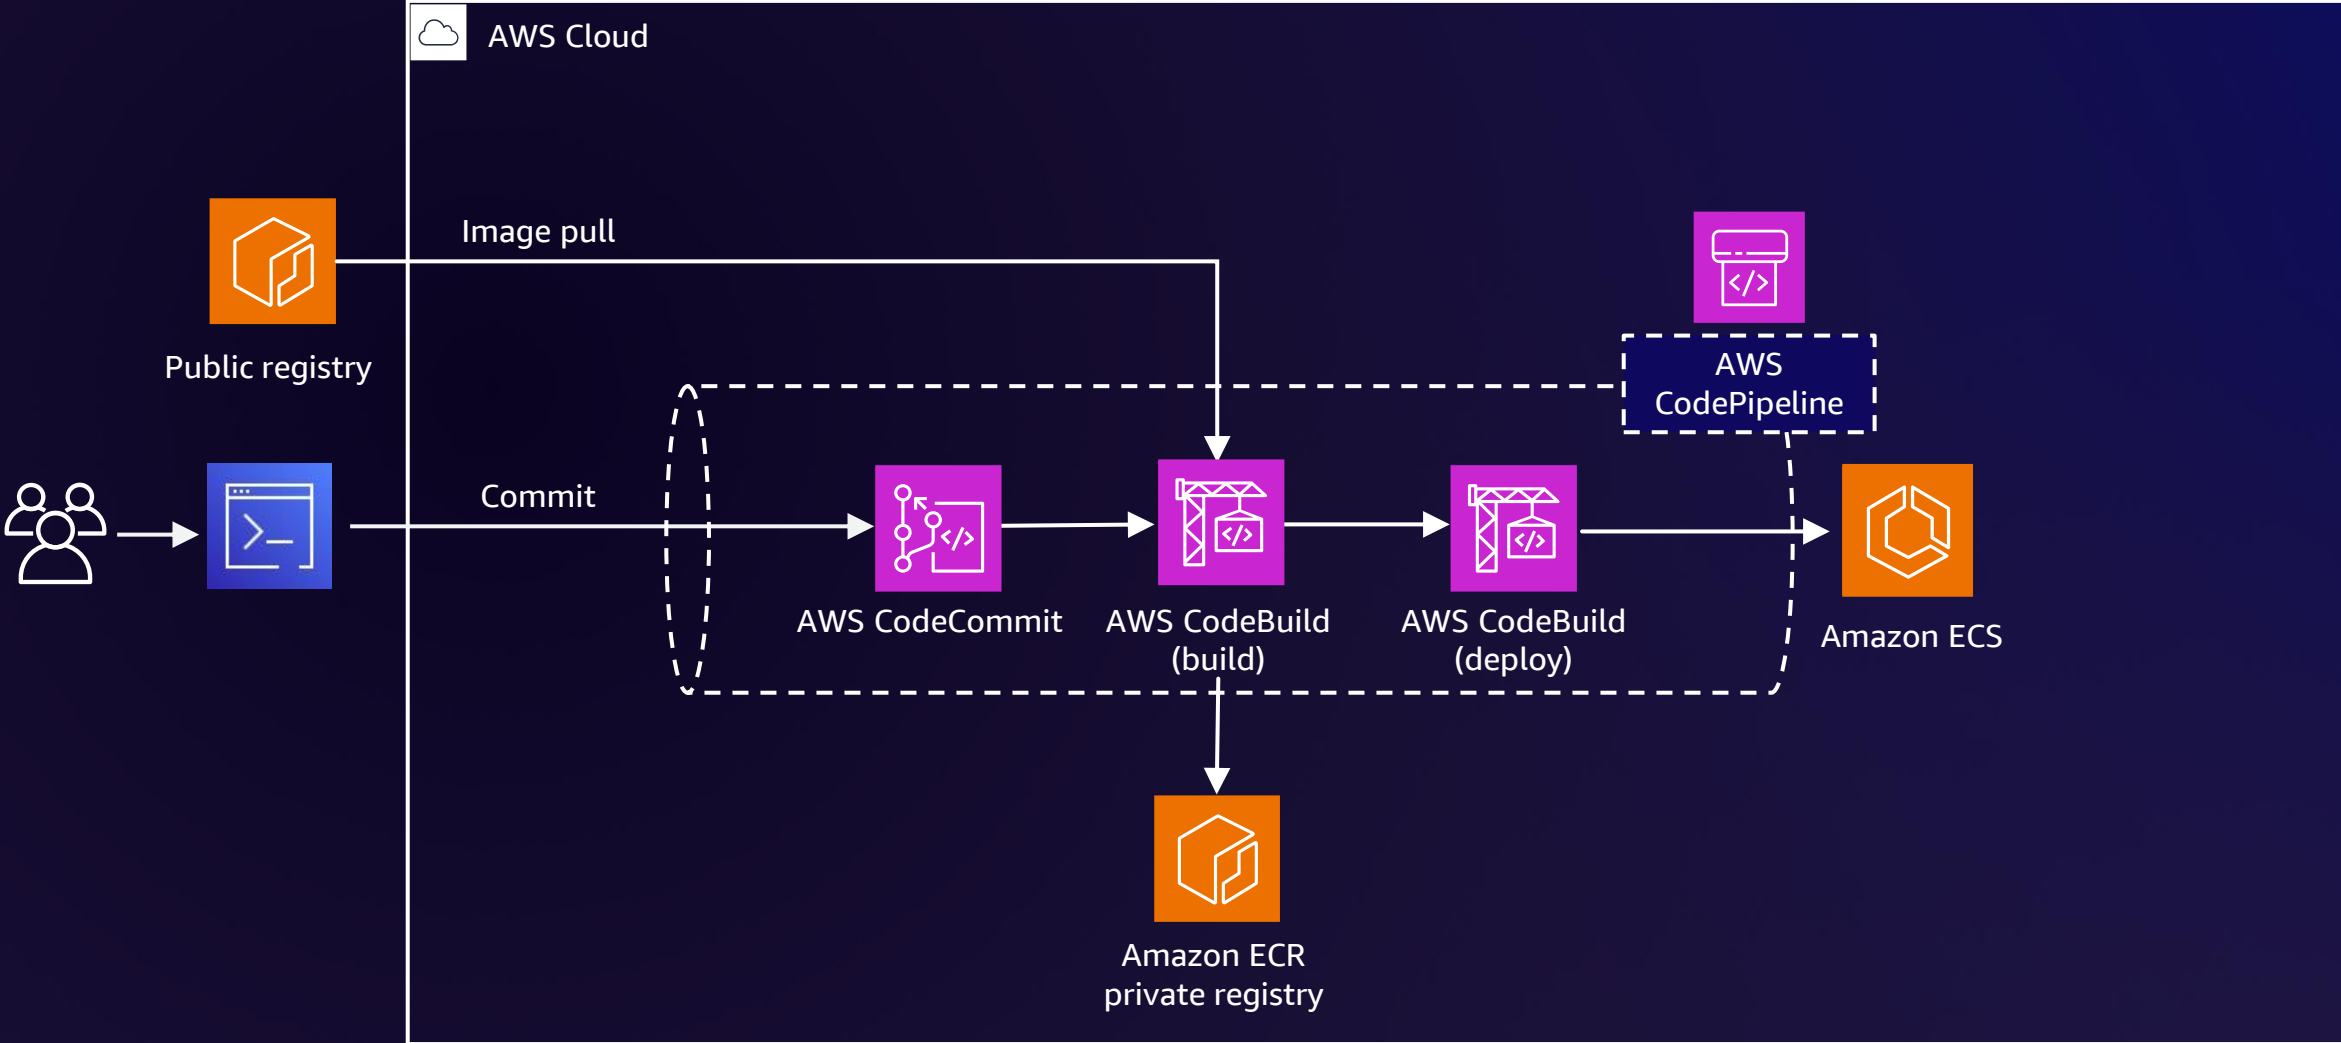 AWS Cloud
Image pull
Public registry
AWS
CodePipeline
Commit
AWS CodeCommit
AWS CodeBuild
(build)
AWS CodeBuild
(deploy)
Amazon ECS
Amazon ECR
private registry